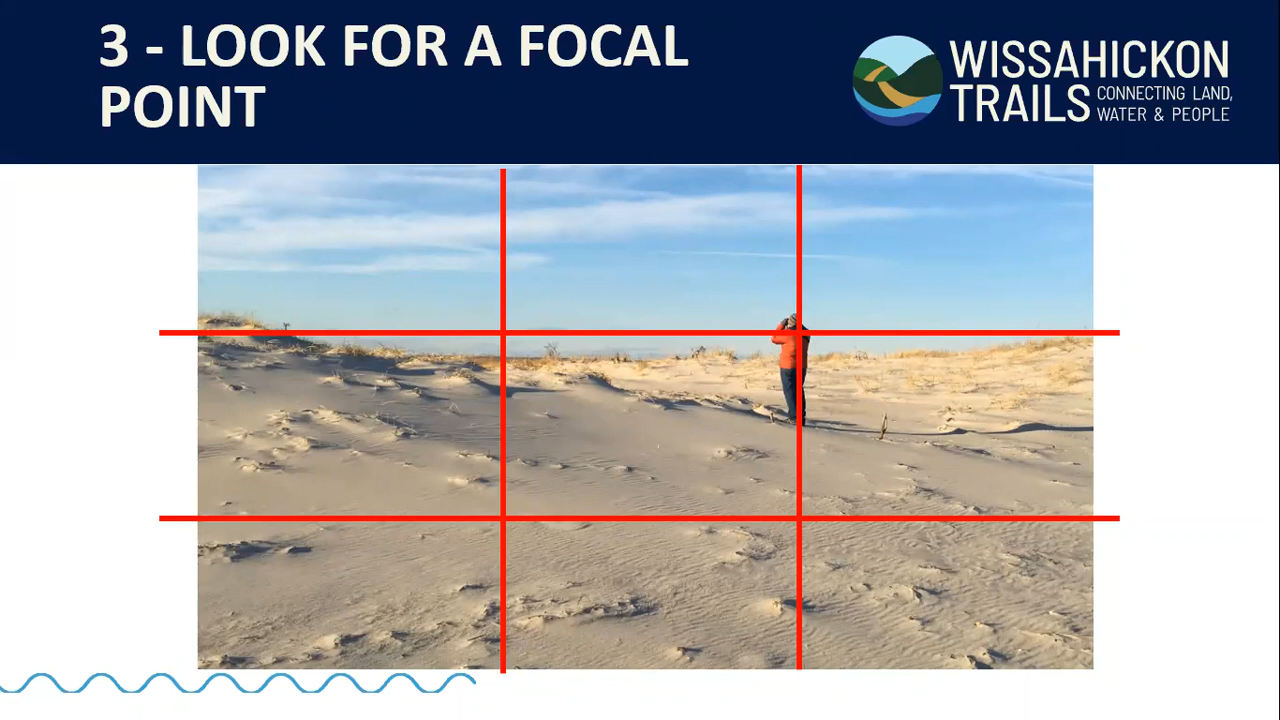 3 - LOOK FOR A FOCAL
POINT
WISSAHICKON
TRAILS
CONNECTING LAND,
WATER & PEOPLE